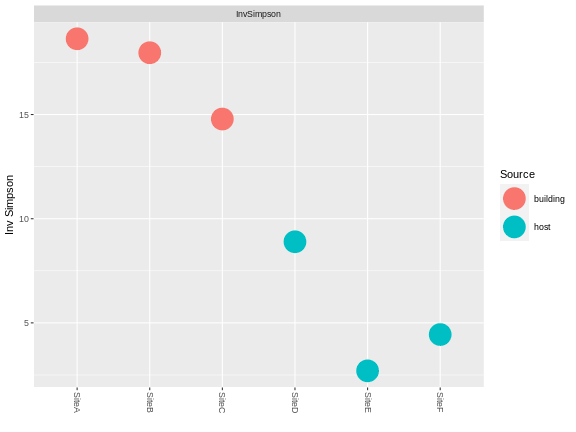 InvSimpson
Inv Simpson
15
10
5
SiteA
SiteB
SiteC
SiteD
SiteE
SiteF
Source
building
host